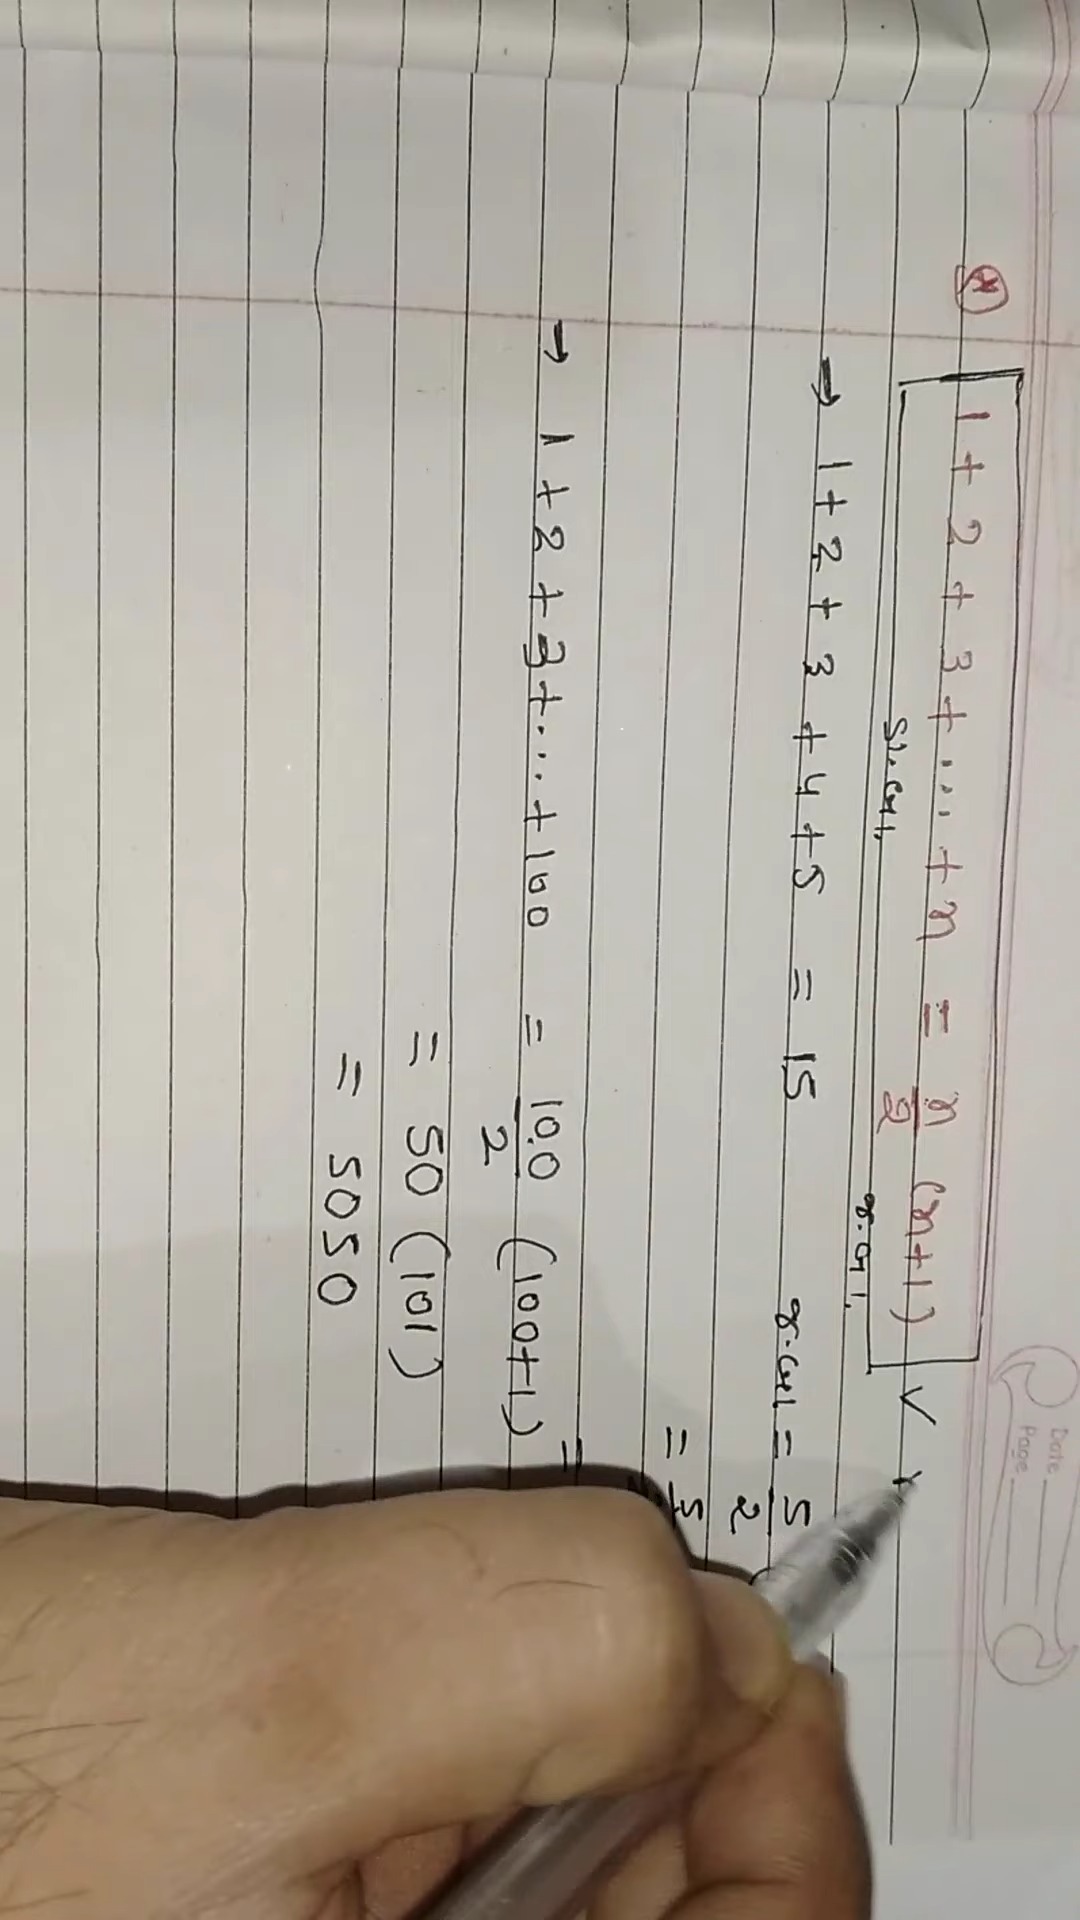 Date
Page
1 + 2 + 3 + ... + n = n/2 (n+1)
→ 1 + 2 + 3 + 4 + 5 = 15
= 5/2
→ 1 + 2 + 3 + ... + 100 = 100/2 (100+1) =
= 50 (101)
= 5050